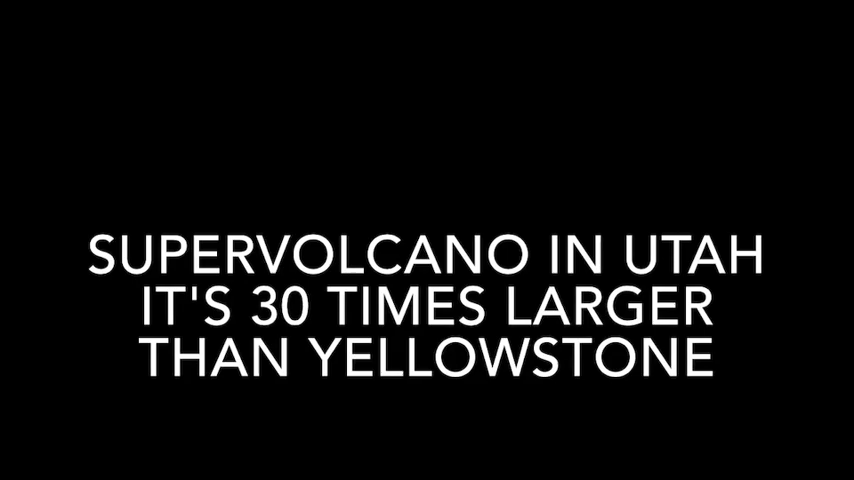 SUPERVOLCANO IN UTAH
IT'S 30 TIMES LARGER
THAN YELLOWSTONE